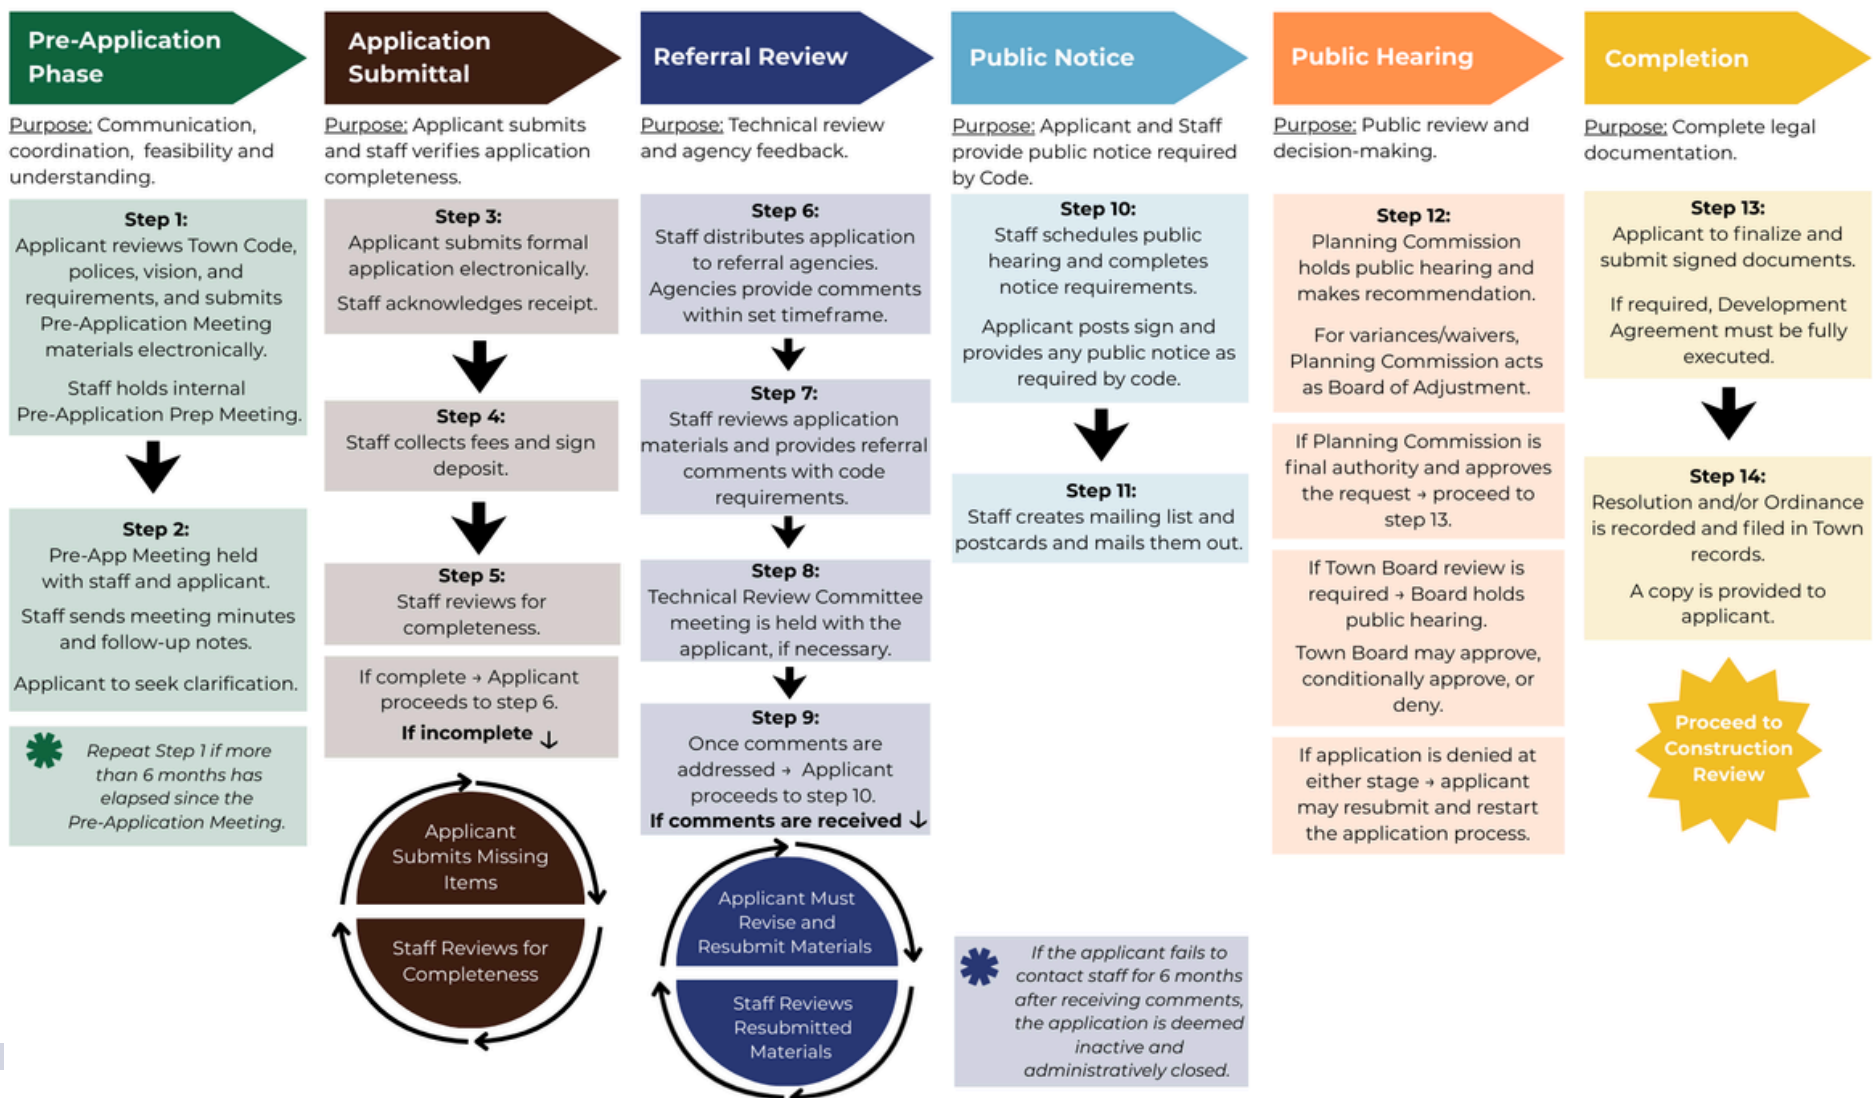 Pre-Application
Phase
Purpose: Communication,
coordination, feasibility and
understanding.
Step 1:
Applicant reviews Town Code,
polices, vision, and
requirements, and submits
Pre-Application Meeting
materials electronically.
Staff holds internal
Pre-Application Prep Meeting.
Step 2:
Pre-App Meeting held
with staff and applicant.
Staff sends meeting minutes
and follow-up notes.
Applicant to seek clarification.
Repeat Step 1 if more
than 6 months has
elapsed since the
Pre-Application Meeting.
Application
Submittal
Purpose: Applicant submits
and staff verifies application
completeness.
Step 3:
Applicant submits formal
application electronically.
Staff acknowledges receipt.
Step 4:
Staff collects fees and sign
deposit.
Step 5:
Staff reviews for
completeness.
If complete → Applicant
proceeds to step 6.
If incomplete ↓
Applicant
Submits Missing
Items
Staff Reviews for
Completeness
Referral Review
Purpose: Technical review
and agency feedback.
Step 6:
Staff distributes application
to referral agencies.
Agencies provide comments
within set timeframe.
Step 7:
Staff reviews application
materials and provides referral
comments with code
requirements.
Step 8:
Technical Review Committee
meeting is held with the
applicant, if necessary.
Step 9:
Once comments are
addressed → Applicant
proceeds to step 10.
If comments are received ↓
Applicant Must
Revise and
Resubmit Materials
Staff Reviews
Resubmitted
Materials
Public Notice
Purpose: Applicant and Staff
provide public notice required
by Code.
Step 10:
Staff schedules public
hearing and completes
notice requirements.
Applicant posts sign and
provides any public notice as
required by code.
Step 11:
Staff creates mailing list and
postcards and mails them out.
If the applicant fails to
contact staff for 6 months
after receiving comments,
the application is deemed
inactive and
administratively closed.
Public Hearing
Purpose: Public review and
decision-making.
Step 12:
Planning Commission
holds public hearing and
makes recommendation.
For variances/waivers,
Planning Commission acts
as Board of Adjustment.
If Planning Commission is
final authority and approves
the request → proceed to
step 13.
If Town Board review is
required → Board holds
public hearing.
Town Board may approve,
conditionally approve, or
deny.
If application is denied at
either stage → applicant
may resubmit and restart
the application process.
Completion
Purpose: Complete legal
documentation.
Step 13:
Applicant to finalize and
submit signed documents.
If required, Development
Agreement must be fully
executed.
Step 14:
Resolution and/or Ordinance
is recorded and filed in Town
records.
A copy is provided to
applicant.
Proceed to
Construction
Review